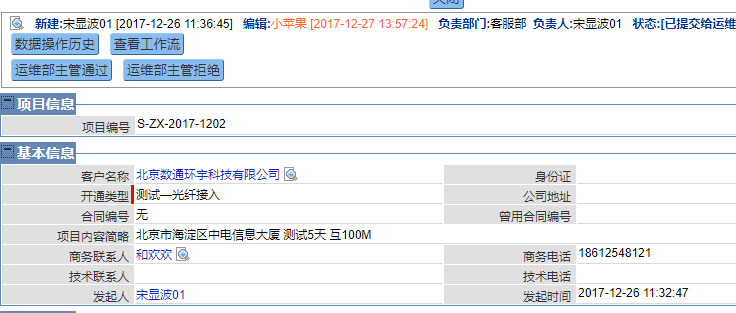 关闭
新建:宋显波01 [2017-12-26 11:36:45] 编辑:小苹果 [2017-12-27 13:57:24] 负责部门:客服部 负责人:宋显波01 状态:[已提交给运维
数据操作历史 查看工作流
运维部主管通过 运维部主管拒绝
项目信息
项目编号 S-ZX-2017-1202
基本信息
客户名称 北京数通环宇科技有限公司 身份证
开通类型 测试—光纤接入 公司地址
合同编号 无 曾用合同编号
项目内容简略 北京市海淀区中电信息大厦 测试5天 互100M
商务联系人 和欢欢 商务电话 18612548121
技术联系人 技术电话
发起人 宋显波01 发起时间 2017-12-26 11:32:47